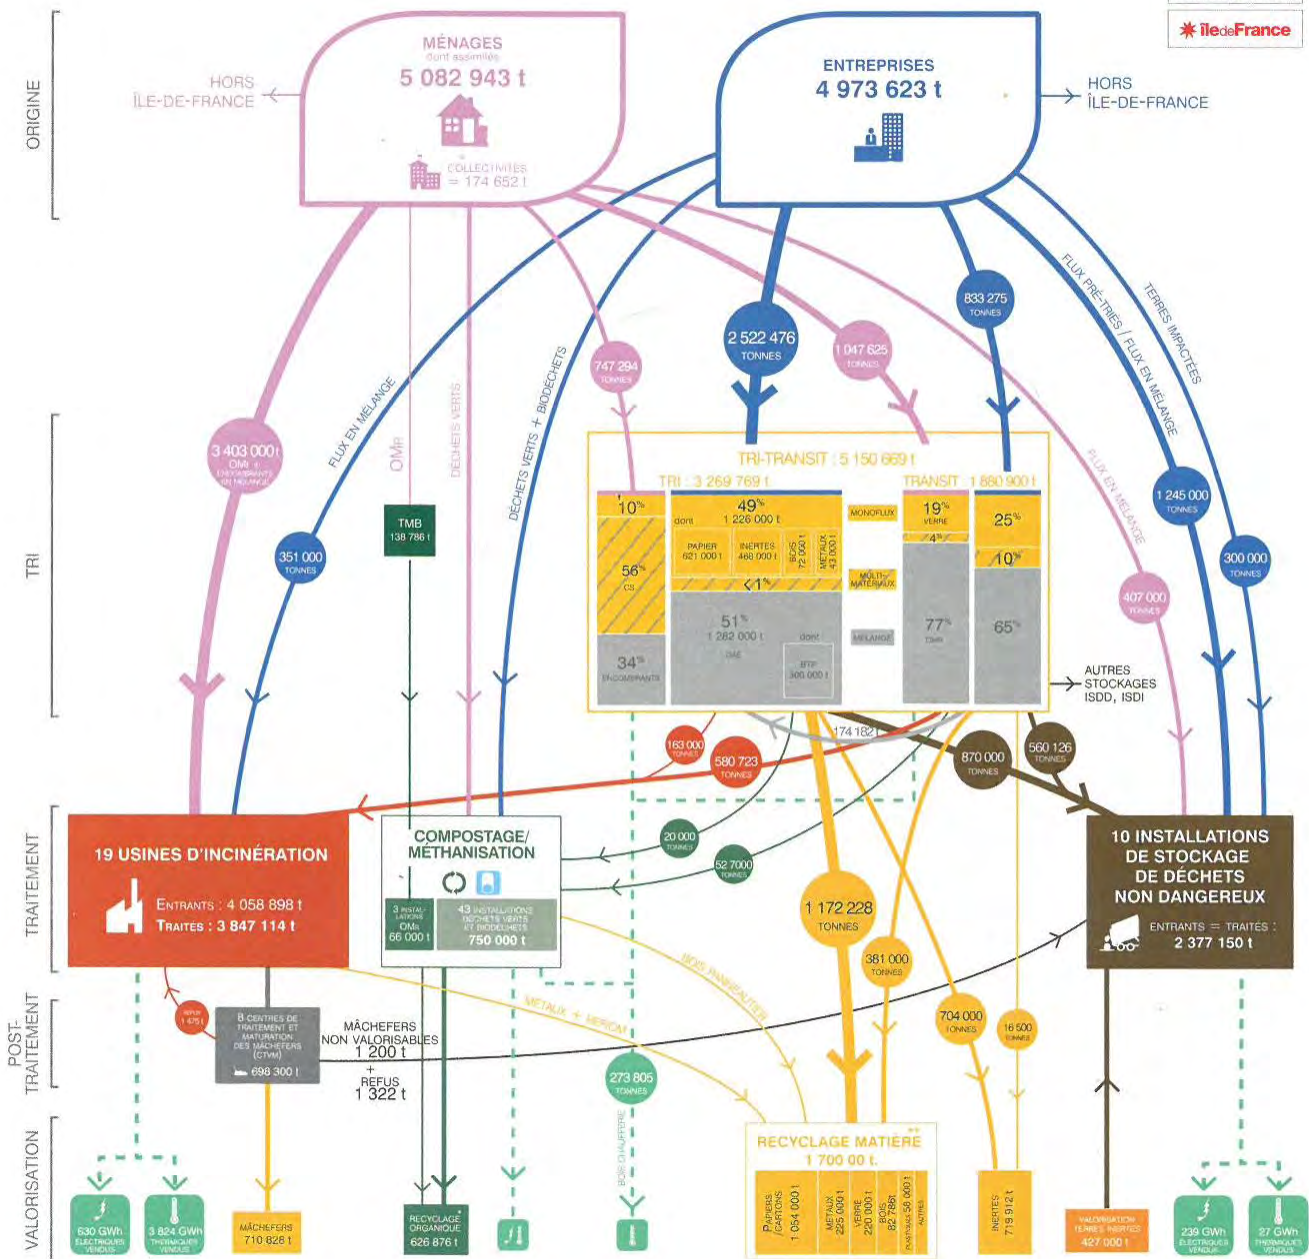 île de France
MÉNAGES
dont assimilés
5 082 943 t
COLLECTIVITÉS
= 174 652 t
ENTREPRISES
4 973 623 t
HORS
ÎLE-DE-FRANCE
HORS
ÎLE-DE-FRANCE
ORIGINE
TRI
TRAITEMENT
POST-
TRAITEMENT
VALORISATION
3 403 000 t
OMr +
ENCOMBRANTS
EN MÉLANGE
FLUX EN MÉLANGE
351 000
TONNES
OMr
TMB
138 786 t
DÉCHETS VERTS
DÉCHETS VERTS + BIODÉCHETS
747 294
TONNES
2 522 476
TONNES
1 047 625
TONNES
833 275
TONNES
FLUX EN MÉLANGE
407 000
TONNES
FLUX PRÉ-TRIÉS / FLUX EN MÉLANGE
1 245 000
TONNES
TERRES IMPACTÉES
300 000
TONNES
TRI-TRANSIT : 5 150 669 t
TRI : 3 269 769 t
TRANSIT 1 880 900 t
10%
56%
CS
34%
ENCOMBRANTS
49%
dont 1 226 000 t
PAPIER
621 000 t
INERTES
468 000 t
BOIS
72 000 t
MÉTAUX
43 000 t
<1%
51%
1 282 000 t
DAE
dont
BTP
300 000 t
MONOFLUX
MULTI-
MATÉRIAUX
MÉLANGE
19%
VERRE
4%
77%
OMR
25%
10%
65%
AUTRES
STOCKAGES
ISDD, ISDI
163 000
TONNES
580 723
TONNES
174 182 t
870 000
TONNES
560 126
TONNES
20 000
TONNES
52 7000
TONNES
19 USINES D'INCINÉRATION
ENTRANTS : 4 058 898 t
TRAITÉS : 3 847 114 t
COMPOSTAGE/
MÉTHANISATION
3 INSTAL-
LATIONS
OMR
66 000 t
43 INSTALLATIONS
DÉCHETS VERTS
ET BIODÉCHETS
750 000 t
10 INSTALLATIONS
DE STOCKAGE
DE DÉCHETS
NON DANGEREUX
ENTRANTS = TRAITÉS :
2 377 150 t
1 172 228
TONNES
381 000
TONNES
704 000
TONNES
16 500
TONNES
REFUS
1 475 t
8 CENTRES DE
TRAITEMENT ET
MATURATION
DES MÂCHEFERS
(CTVM)
698 300 t
MÂCHEFERS
NON VALORISABLES
1 200 t
+
REFUS
1 322 t
MÉTAUX + MEROM
BOIS PANNEAUTIER
273 805
TONNES
BOIS CHAUFFERIE
RECYCLAGE MATIÈRE **
1 700 00 t.
PAPIERS
/CARTONS
1 054 000 t
MÉTAUX
225 000 t
VERRE
220 000 t
BOIS
82 786t
PLASTIQUES 58 000 t
AUTRES
INERTES
719 912 t
630 GWh
ÉLECTRIQUES
VENDUS
3 824 GWh
THERMIQUES
VENDUS
MÂCHEFERS
710 828 t
RECYCLAGE
ORGANIQUE
626 876 t
VALORISATION
TERRES INERTES
427 000 t
239 GWh
ÉLECTRIQUES
VENDUS
27 GWh
THERMIQUES
VENDUS